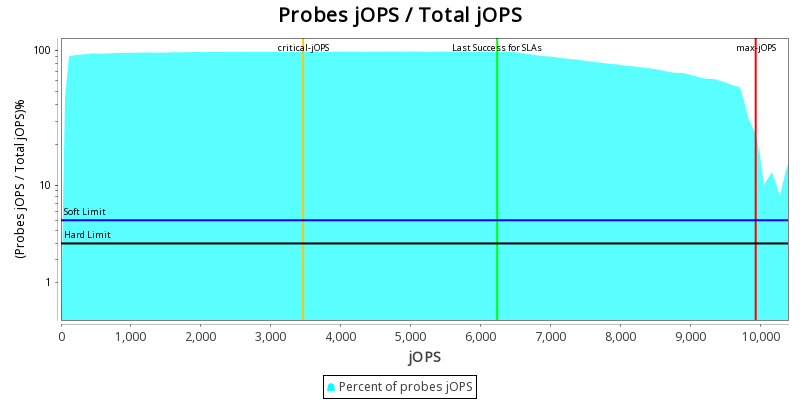 Probes jOPS / Total jOPS
critical-jOPS
Last Success for SLAs
max-jOPS
100
10
1
(Probes jOPS / Total jOPS)%
Soft Limit
Hard Limit
0
1,000
2,000
3,000
4,000
5,000
6,000
7,000
8,000
9,000
10,000
jOPS
Percent of probes jOPS